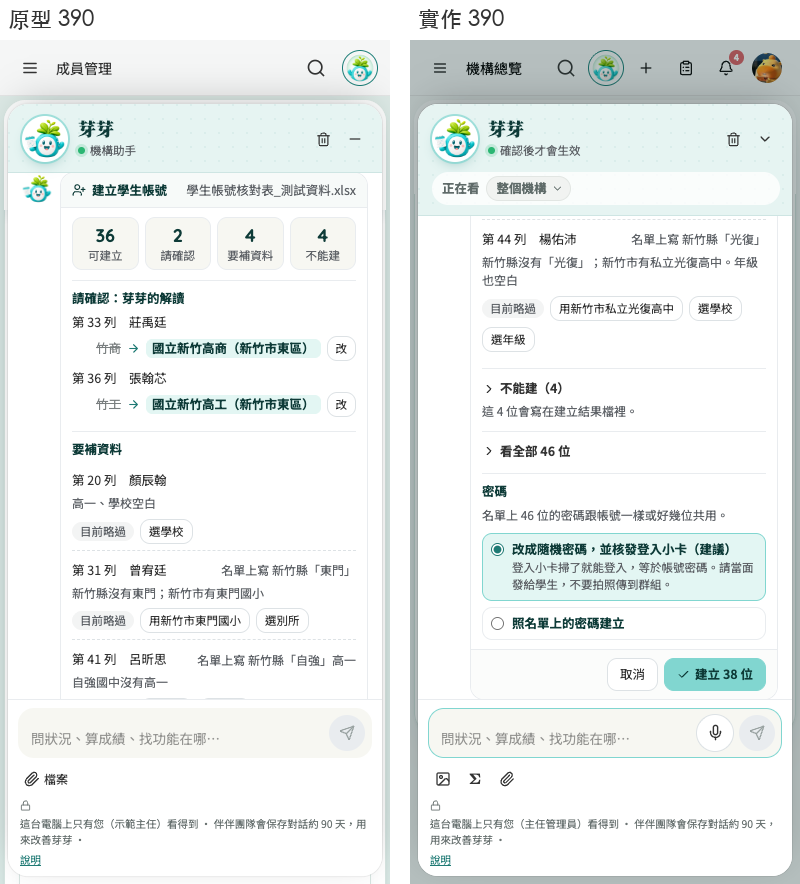 原型 390
成員管理
芽芽
機構助手
建立學生帳號 學生帳號核對表_測試資料.xlsx
36 2 4 4
可建立 請確認 要補資料 不能建
請確認：芽芽的解讀
第 33 列 莊禹廷
竹商 → 國立新竹高商（新竹市東區） 改
第 36 列 張翰芯
竹工 → 國立新竹高工（新竹市東區） 改
要補資料
第 20 列 顏辰翰
高一、學校空白
目前略過 選學校
第 31 列 曾宥廷 名單上寫 新竹縣「東門」
新竹縣沒有東門；新竹市有東門國小
目前略過 用新竹市東門國小 選別所
第 41 列 呂昕思 名單上寫 新竹縣「自強」高一
自強國中沒有高一
問狀況、算成績、找功能在哪…
檔案
這台電腦上只有您（示範主任）看得到 ・ 伴伴團隊會保存對話約 90 天，用
來改善芽芽 ・
說明
實作 390
機構總覽
4
芽芽
確認後才會生效
正在看 整個機構
第 44 列 楊佑沛 名單上寫 新竹縣「光復」
新竹縣沒有「光復」；新竹市有私立光復高中。年級
也空白
目前略過 用新竹市私立光復高中 選學校
選年級
不能建（4）
這 4 位會寫在建立結果檔裡。
看全部 46 位
密碼
名單上 46 位的密碼跟帳號一樣或好幾位共用。
改成隨機密碼，並核發登入小卡（建議）
登入小卡掃了就能登入，等於帳號密碼。請當面
發給學生，不要拍照傳到群組。
照名單上的密碼建立
取消 建立 38 位
問狀況、算成績、找功能在哪…
這台電腦上只有您（主任管理員）看得到 ・ 伴伴團隊會保存對話約 90 天，
用來改善芽芽 ・
說明